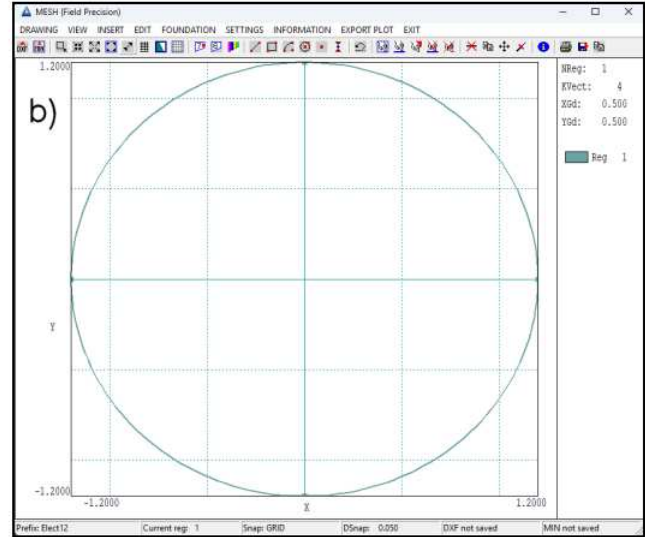 MESH (Field Precision)
DRAWING VIEW INSERT EDIT FOUNDATION SETTINGS INFORMATION EXPORT PLOT EXIT
1.2000
b)
Y
-1.2000
-1.2000 X 1.2000
NReg: 1
KVect: 4
XGd: 0.500
YGd: 0.500
Reg 1
Prefix: Elect12 Current reg: 1 Snap: GRID DSnap: 0.050 DXF not saved MIN not saved